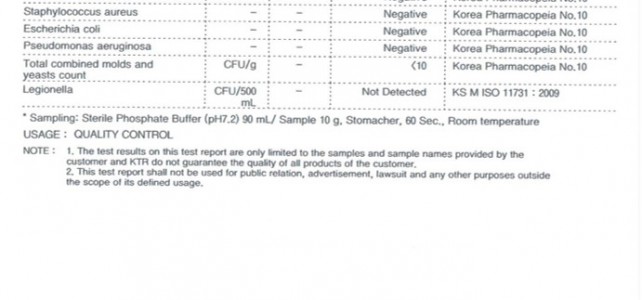 Staphylococcus aureus - - Negative Korea Pharmacopeia No.10
Escherichia coli - - Negative Korea Pharmacopeia No.10
Pseudomonas aeruginosa - - Negative Korea Pharmacopeia No.10
Total combined molds and CFU/g - <10 Korea Pharmacopeia No.10
yeasts count
Legionella CFU/500 - Not Detected KS M ISO 11731 : 2009
mL
* Sampling: Sterile Phosphate Buffer (pH7.2) 90 mL/ Sample 10 g, Stomacher, 60 Sec., Room temperature
USAGE : QUALITY CONTROL
NOTE : 1. The test results on this test report are only limited to the samples and sample names provided by the
customer and KTR do not guarantee the quality of all products of the customer.
2. This test report shall not be used for public relation, advertisement, lawsuit and any other purposes outside
the scope of its defined usage.